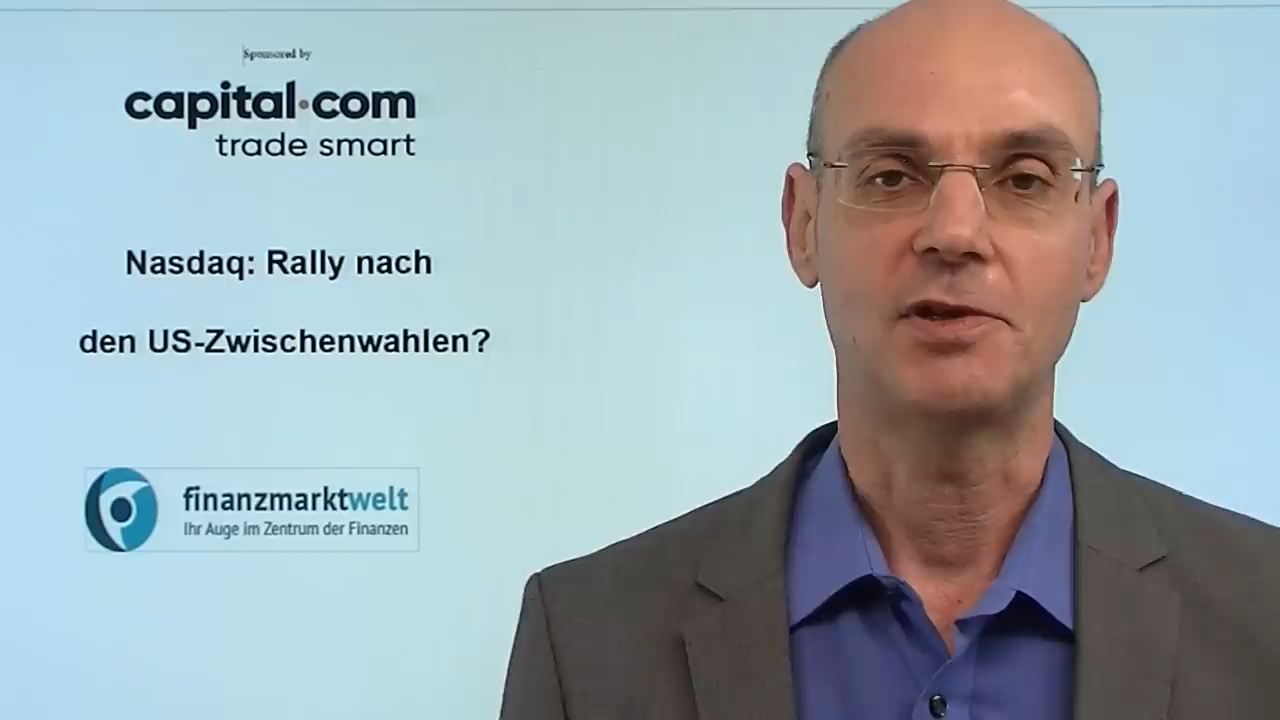 Sponsored by
capital.com
trade smart
Nasdaq: Rally nach
den US-Zwischenwahlen?
finanzmarktwelt
Ihr Auge im Zentrum der Finanzen